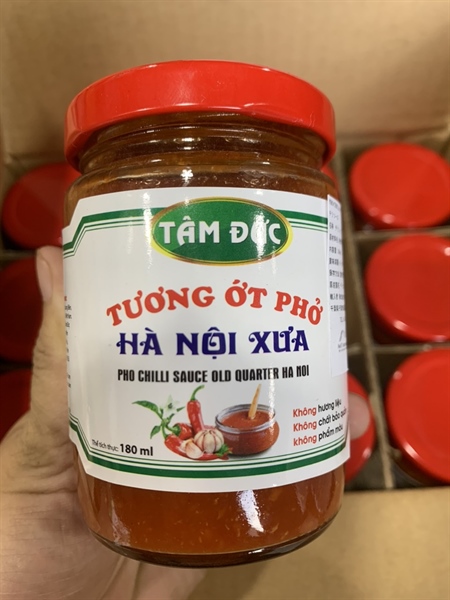 TÂM ĐỨC
TƯƠNG ỚT PHỞ
HÀ NỘI XƯA
PHO CHILLI SAUCE OLD QUARTER HA NOI
Không hương liệu
Không chất bảo quản
không phẩm màu
Thể tích thực: 180 ml